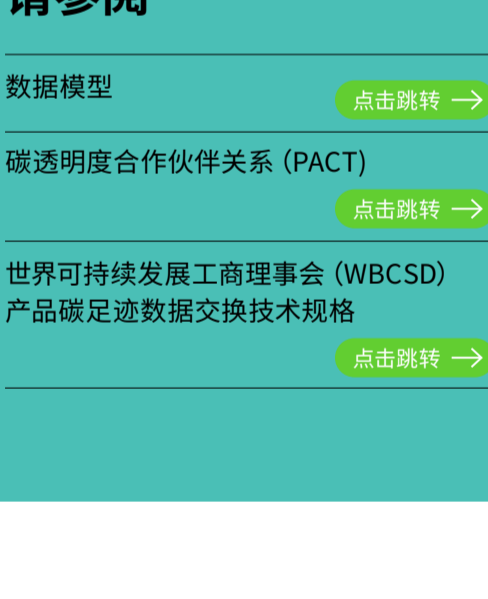 请参阅
数据模型
点击跳转
碳透明度合作伙伴关系（PACT)
点击跳转
世界可持续发展工商理事会（WBCSD）
产品碳足迹数据交换技术规格
点击跳转